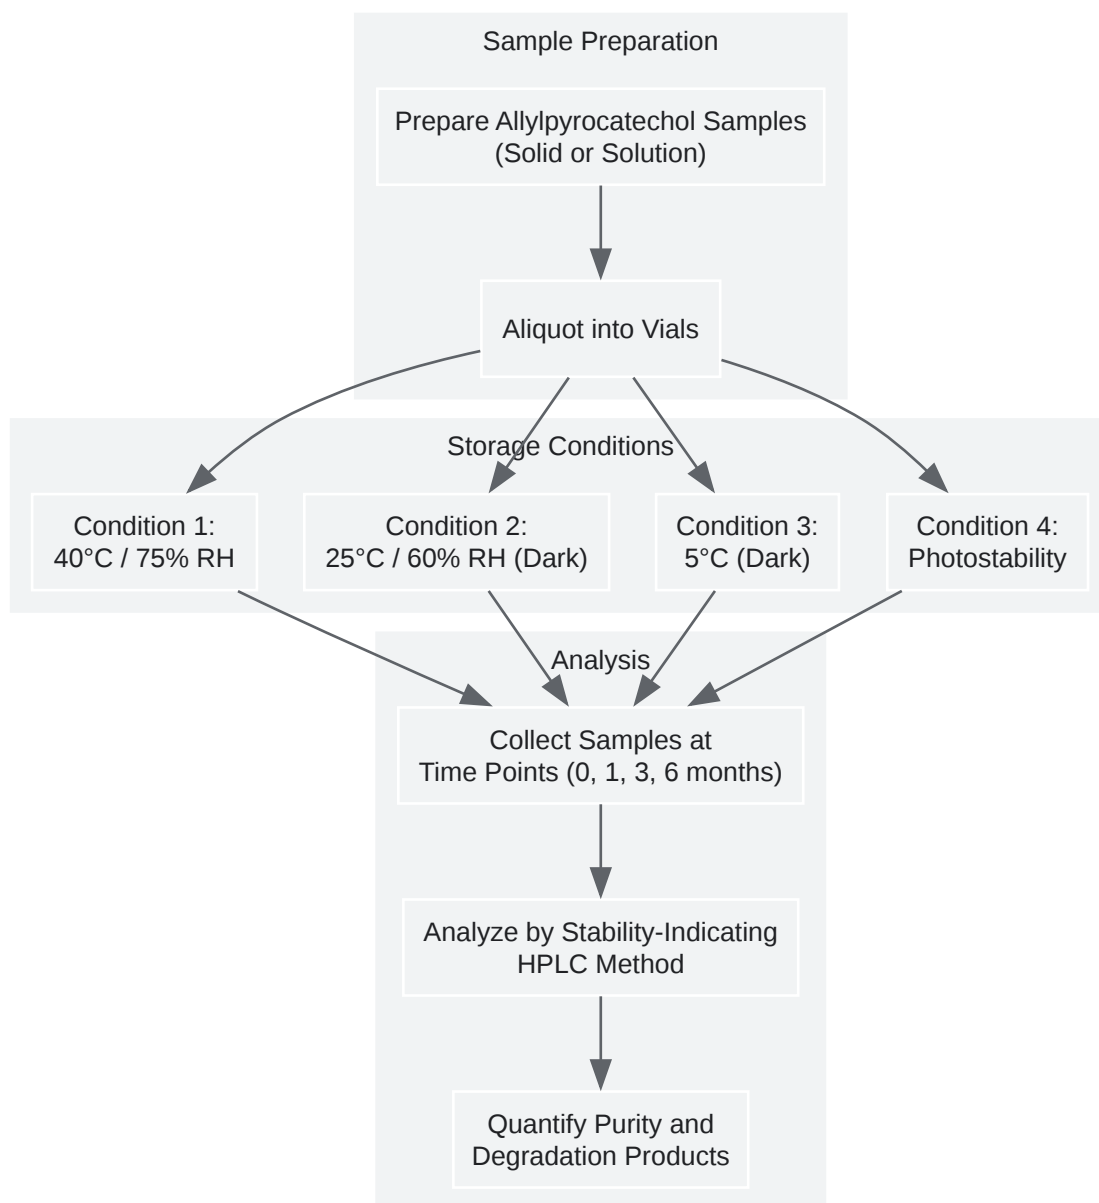 Sample Preparation
Prepare Allylpyrocatechol Samples
(Solid or Solution)
Aliquot into Vials
Storage Conditions
Condition 1:
40°C / 75% RH
Condition 2:
25°C / 60% RH (Dark)
Condition 3:
5°C (Dark)
Condition 4:
Photostability
Analysis
Collect Samples at
Time Points (0, 1, 3, 6 months)
Analyze by Stability-Indicating
HPLC Method
Quantify Purity and
Degradation Products